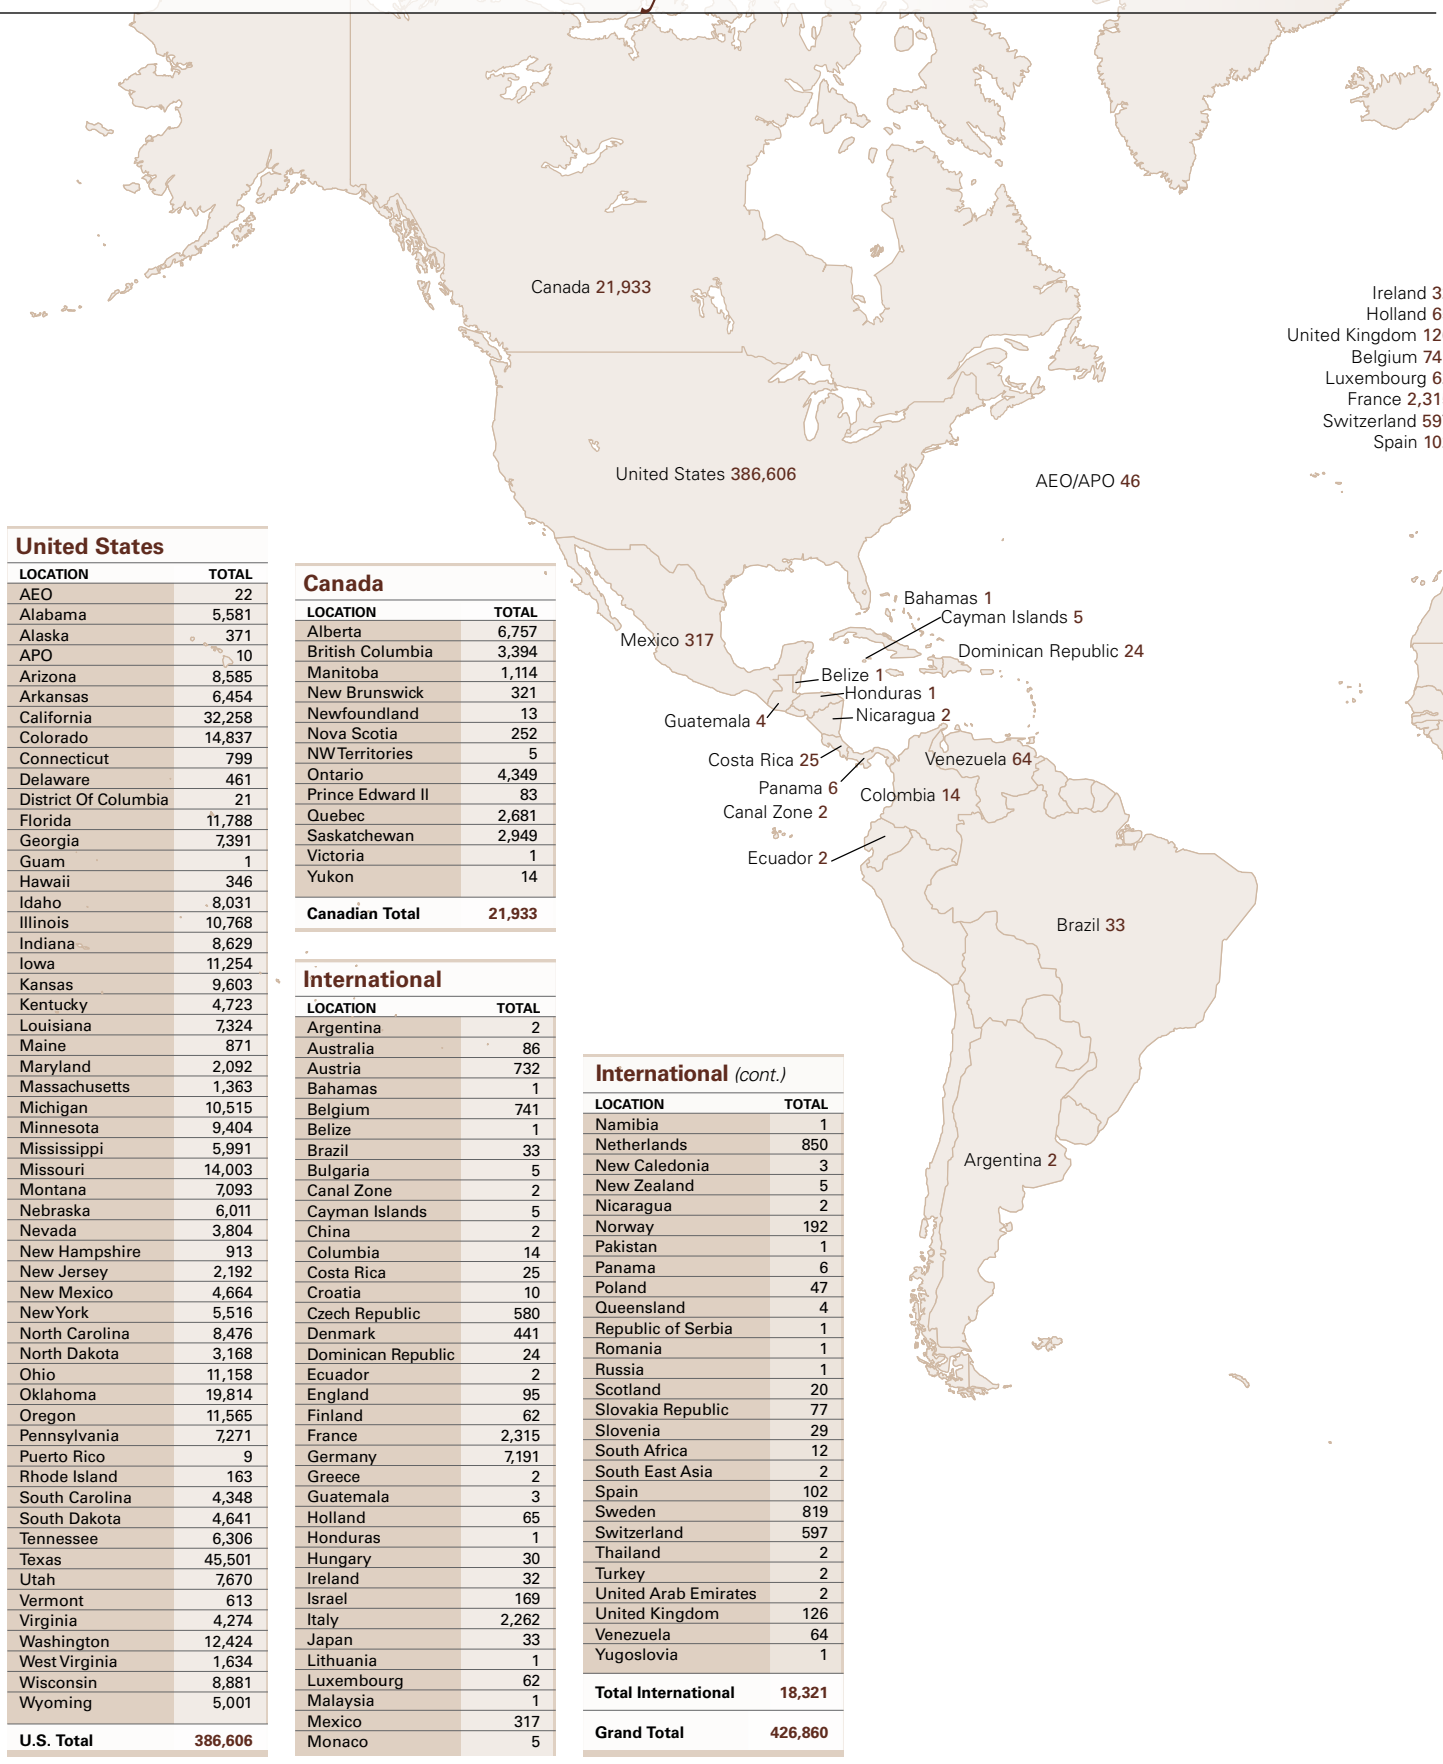 Canada 21,933
Ireland 3
Holland 6
United Kingdom 12
Belgium 74
Luxembourg 6
France 2,31
Switzerland 59
Spain 10
United States 386,606
AEO/APO 46
Bahamas 1
Cayman Islands 5
Mexico 317
Dominican Republic 24
Belize 1
Honduras 1
Guatemala 4
Nicaragua 2
Costa Rica 25
Venezuela 64
Panama 6
Colombia 14
Canal Zone 2
Ecuador 2
Brazil 33
Argentina 2
United States
LOCATION TOTAL
AEO 22
Alabama 5,581
Alaska 371
APO 10
Arizona 8,585
Arkansas 6,454
California 32,258
Colorado 14,837
Connecticut 799
Delaware 461
District Of Columbia 21
Florida 11,788
Georgia 7,391
Guam 1
Hawaii 346
Idaho 8,031
Illinois 10,768
Indiana 8,629
Iowa 11,254
Kansas 9,603
Kentucky 4,723
Louisiana 7,324
Maine 871
Maryland 2,092
Massachusetts 1,363
Michigan 10,515
Minnesota 9,404
Mississippi 5,991
Missouri 14,003
Montana 7,093
Nebraska 6,011
Nevada 3,804
New Hampshire 913
New Jersey 2,192
New Mexico 4,664
New York 5,516
North Carolina 8,476
North Dakota 3,168
Ohio 11,158
Oklahoma 19,814
Oregon 11,565
Pennsylvania 7,271
Puerto Rico 9
Rhode Island 163
South Carolina 4,348
South Dakota 4,641
Tennessee 6,306
Texas 45,501
Utah 7,670
Vermont 613
Virginia 4,274
Washington 12,424
West Virginia 1,634
Wisconsin 8,881
Wyoming 5,001
U.S. Total 386,606
Canada
LOCATION TOTAL
Alberta 6,757
British Columbia 3,394
Manitoba 1,114
New Brunswick 321
Newfoundland 13
Nova Scotia 252
NW Territories 5
Ontario 4,349
Prince Edward Il 83
Quebec 2,681
Saskatchewan 2,949
Victoria 1
Yukon 14
Canadian Total 21,933
International
LOCATION TOTAL
Argentina 2
Australia 86
Austria 732
Bahamas 1
Belgium 741
Belize 1
Brazil 33
Bulgaria 5
Canal Zone 2
Cayman Islands 5
China 2
Columbia 14
Costa Rica 25
Croatia 10
Czech Republic 580
Denmark 441
Dominican Republic 24
Ecuador 2
England 95
Finland 62
France 2,315
Germany 7,191
Greece 2
Guatemala 3
Holland 65
Honduras 1
Hungary 30
Ireland 32
Israel 169
Italy 2,262
Japan 33
Lithuania 1
Luxembourg 62
Malaysia 1
Mexico 317
Monaco 5
International (cont.)
LOCATION TOTAL
Namibia 1
Netherlands 850
New Caledonia 3
New Zealand 5
Nicaragua 2
Norway 192
Pakistan 1
Panama 6
Poland 47
Queensland 4
Republic of Serbia 1
Romania 1
Russia 1
Scotland 20
Slovakia Republic 77
Slovenia 29
South Africa 12
South East Asia 2
Spain 102
Sweden 819
Switzerland 597
Thailand 2
Turkey 2
United Arab Emirates 2
United Kingdom 126
Venezuela 64
Yugoslovia 1
Total International 18,321
Grand Total 426,860